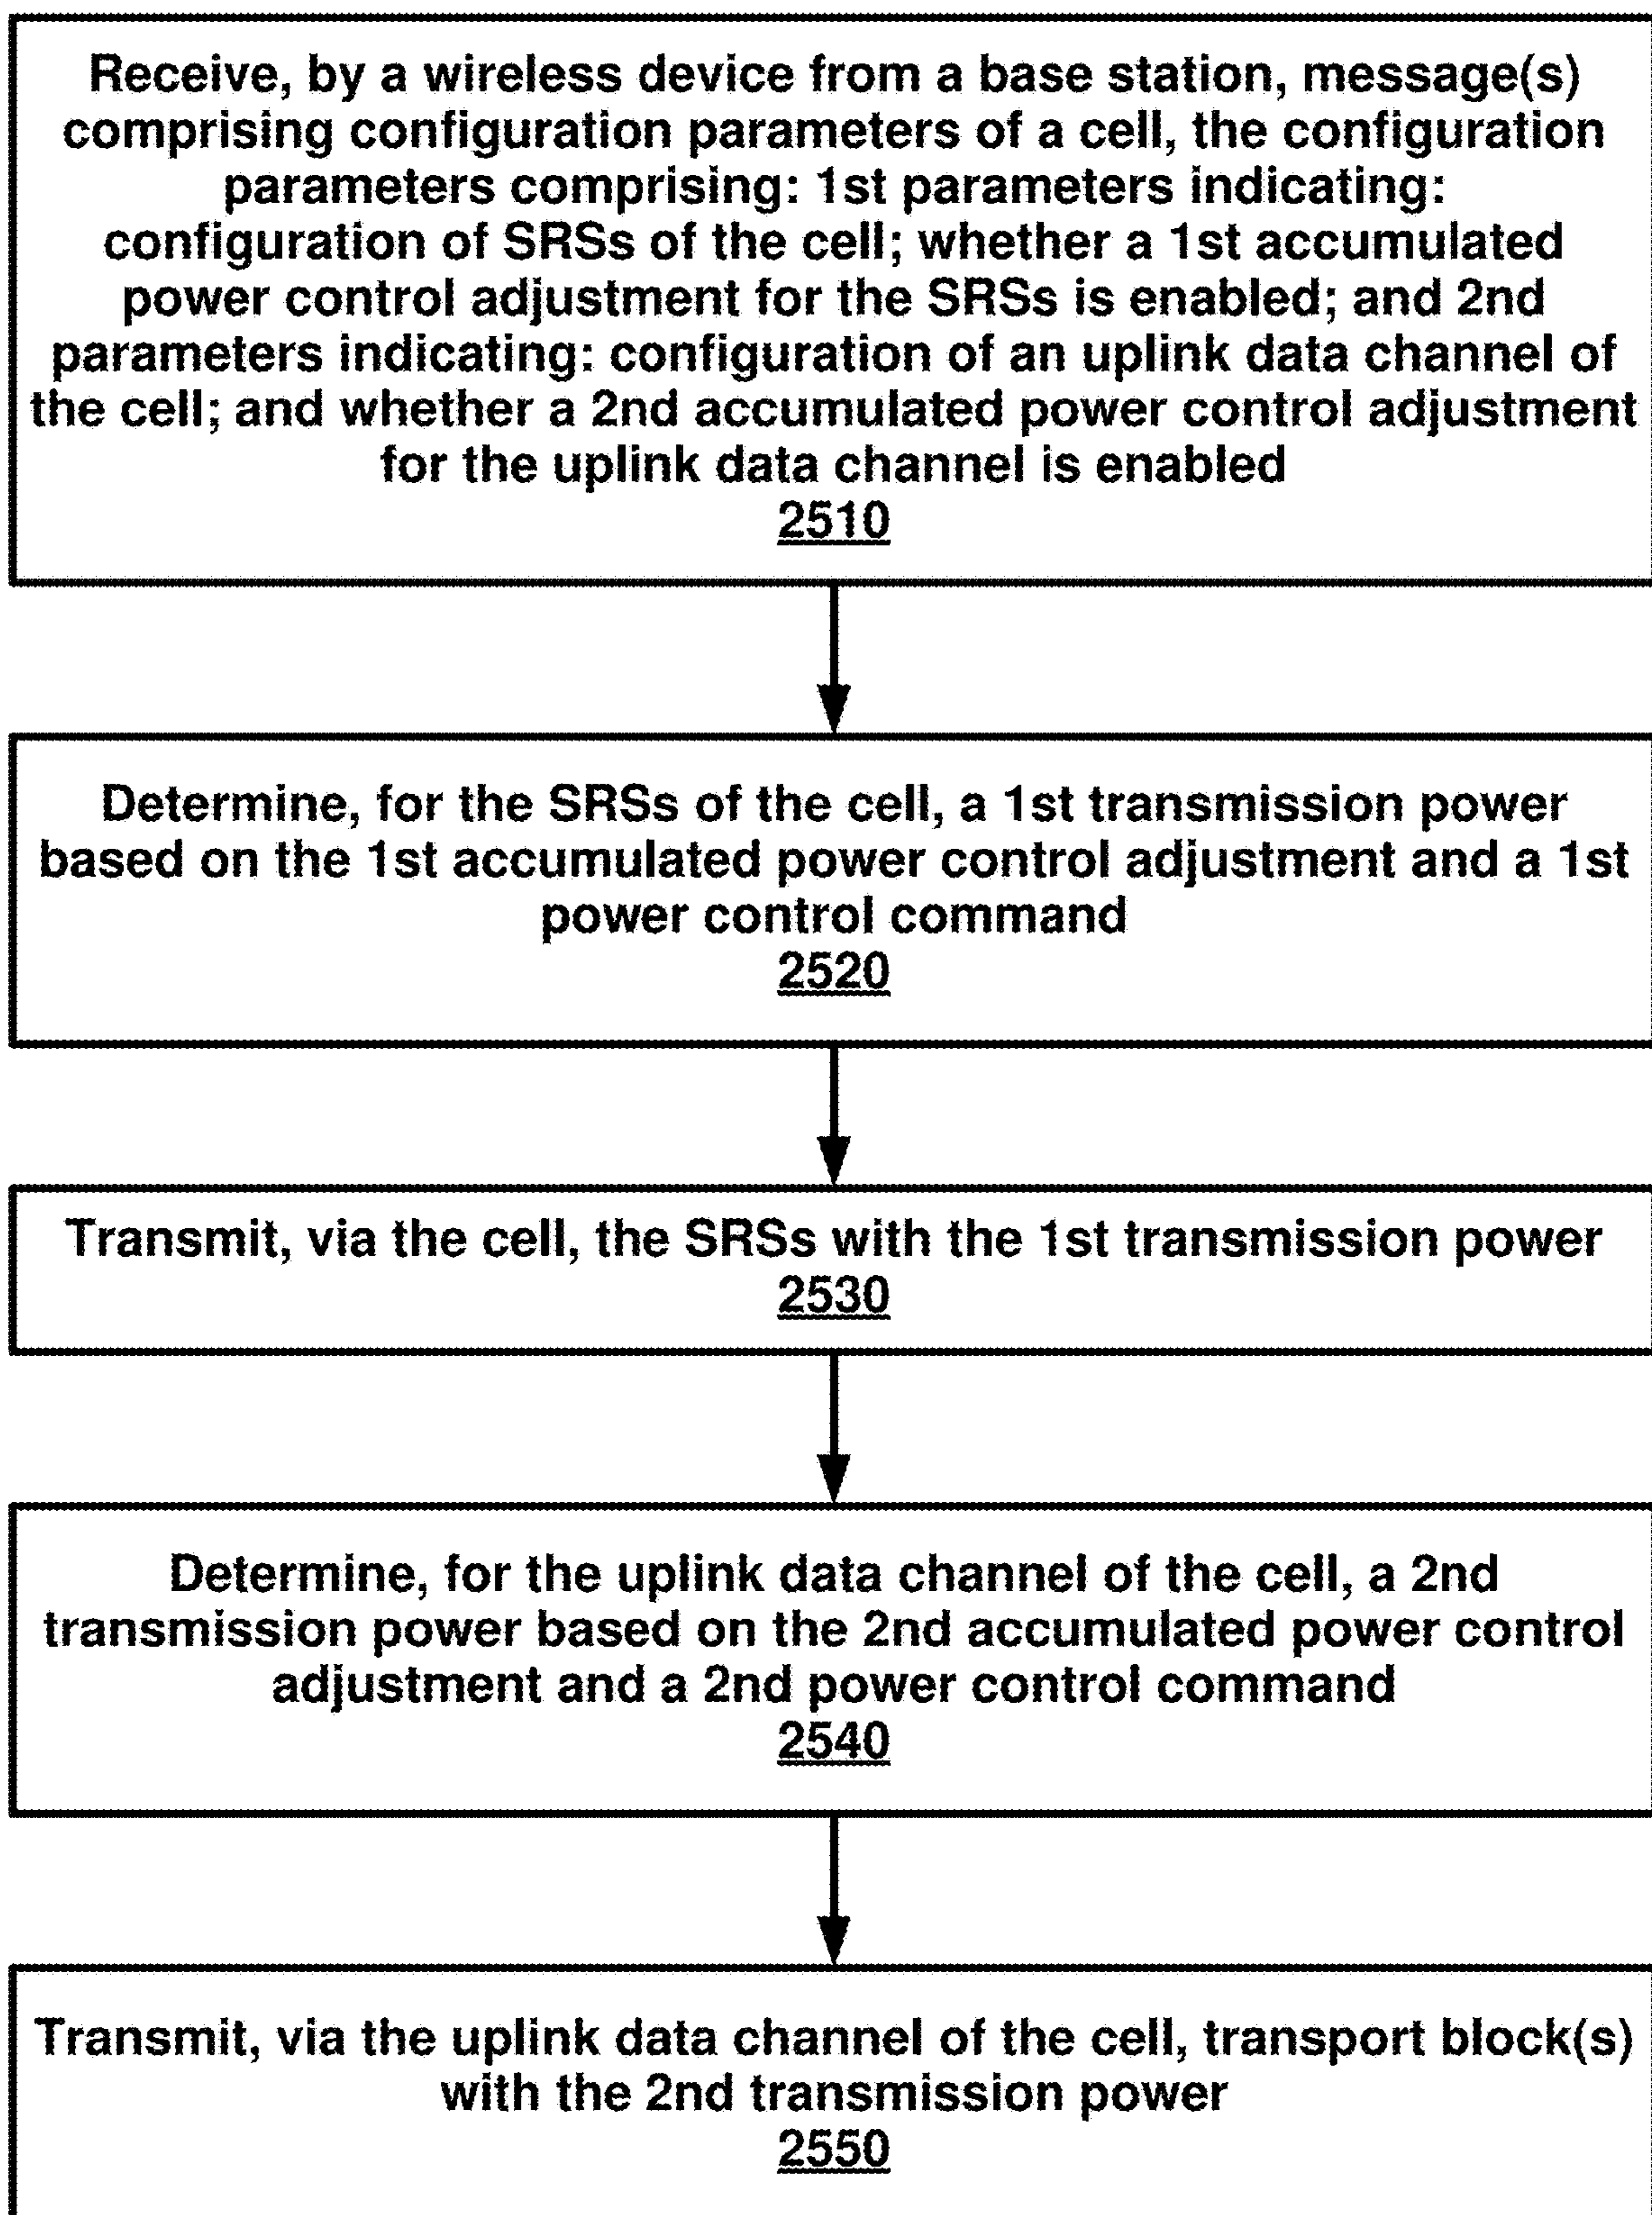 Receive, by a wireless device from a base station, message(s)
comprising configuration parameters of a cell, the configuration
parameters comprising: 1st parameters indicating:
configuration of SRSs of the cell; whether a 1st accumulated
power control adjustment for the SRSs is enabled; and 2nd
parameters indicating: configuration of an uplink data channel of
the cell; and whether a 2nd accumulated power control adjustment
for the uplink data channel is enabled
2510
Determine, for the SRSs of the cell, a 1st transmission power
based on the 1st accumulated power control adjustment and a 1st
power control command
2520
Transmit, via the cell, the SRSs with the 1st transmission power
2530
Determine, for the uplink data channel of the cell, a 2nd
transmission power based on the 2nd accumulated power control
adjustment and a 2nd power control command
2540
Transmit, via the uplink data channel of the cell, transport block(s)
with the 2nd transmission power
2550